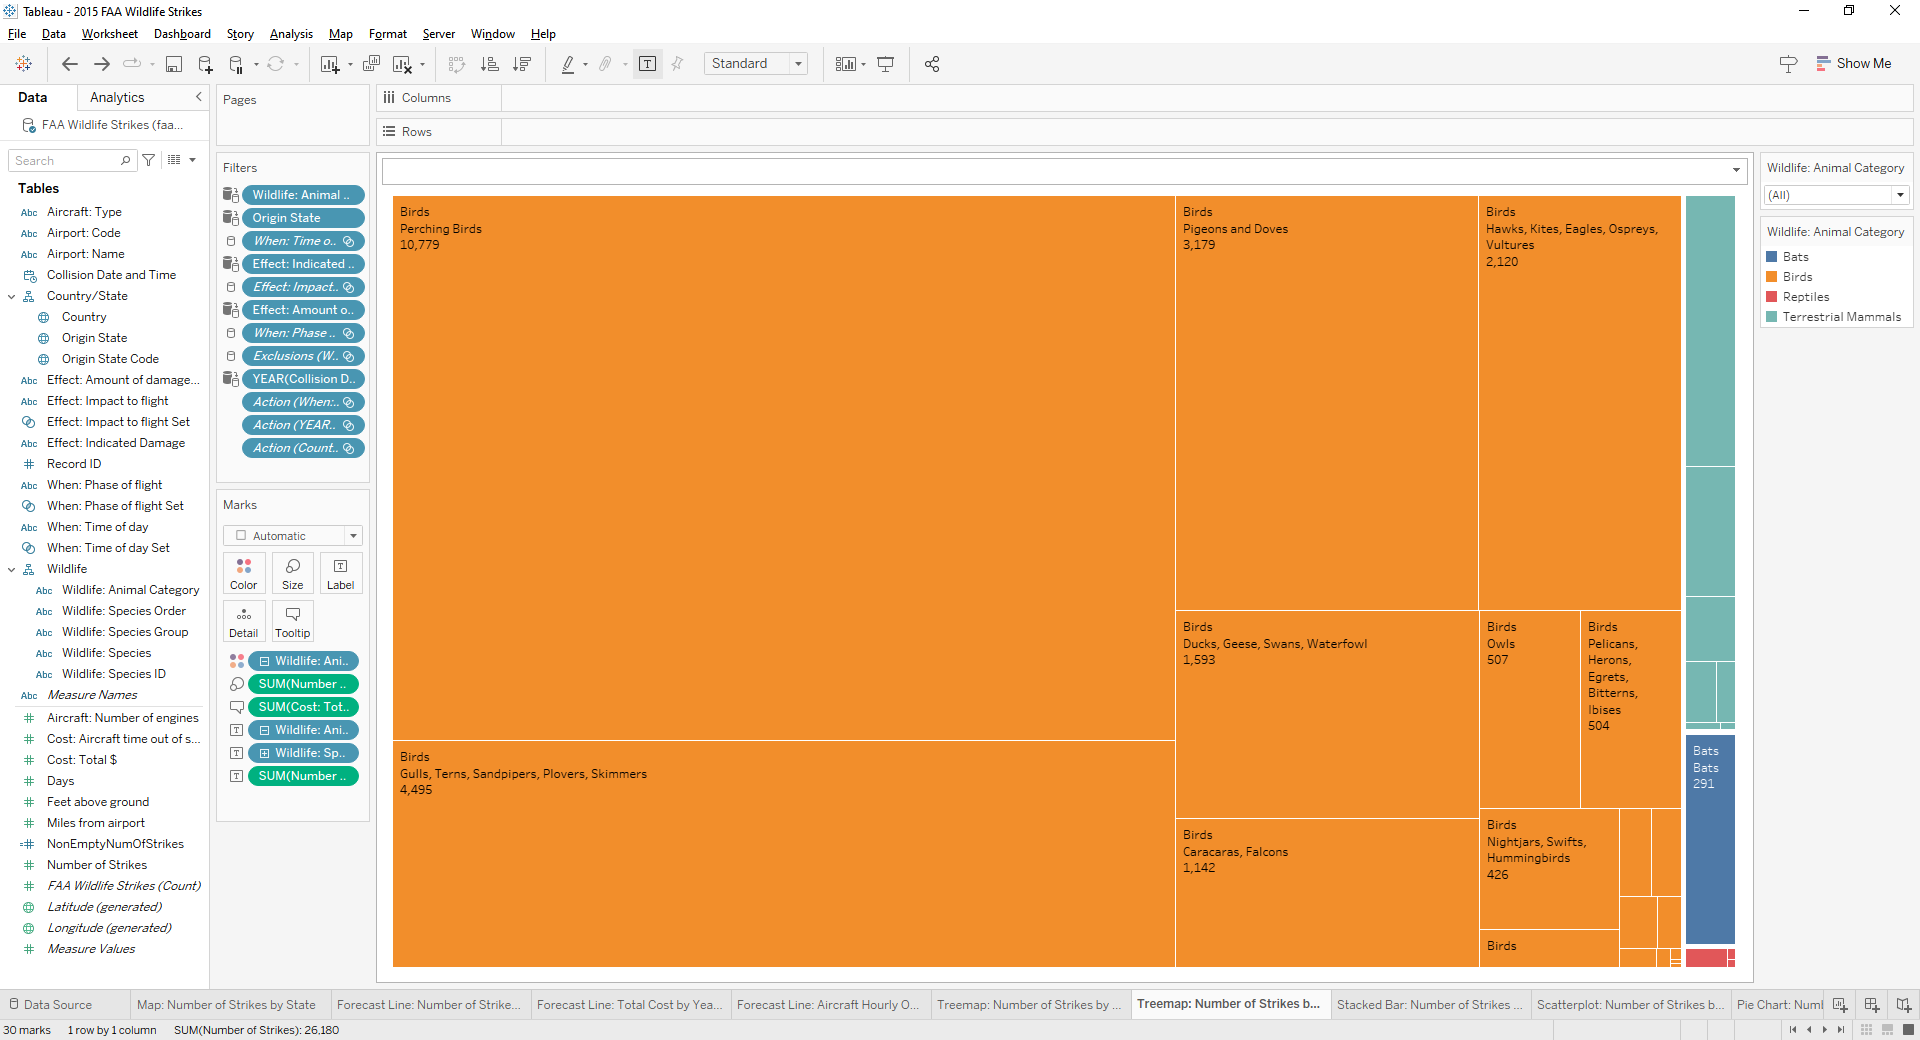 Tableau - 2015 FAA Wildlife Strikes
File Data Worksheet Dashboard Story Analysis Map Format Server Window Help
Standard
Show Me
Data Analytics
FAA Wildlife Strikes (faa...
Search
Tables
Abc Aircraft: Type
Abc Airport: Code
Abc Airport: Name
Collision Date and Time
Country/State
Country
Origin State
Origin State Code
Abc Effect: Amount of damage...
Abc Effect: Impact to flight
Effect: Impact to flight Set
Abc Effect: Indicated Damage
Record ID
Abc When: Phase of flight
When: Phase of flight Set
Abc When: Time of day
When: Time of day Set
Wildlife
Abc Wildlife: Animal Category
Abc Wildlife: Species Order
Abc Wildlife: Species Group
Abc Wildlife: Species
Abc Wildlife: Species ID
Abc Measure Names
Aircraft: Number of engines
Cost: Aircraft time out of s...
Cost: Total $
Days
Feet above ground
Miles from airport
NonEmptyNumOfStrikes
Number of Strikes
FAA Wildlife Strikes (Count)
Latitude (generated)
Longitude (generated)
Measure Values
Pages
Filters
Wildlife: Animal ..
Origin State
When: Time o..
Effect: Indicated ..
Effect: Impact..
Effect: Amount o..
When: Phase ..
Exclusions (W..
YEAR(Collision D..
Action (When:..
Action (YEAR..
Action (Count..
Marks
Automatic
Color Size Label
Detail Tooltip
Wildlife: Ani..
SUM(Number ..
SUM(Cost: Tot..
Wildlife: Ani..
Wildlife: Sp..
SUM(Number ..
Columns
Rows
Birds
Perching Birds
10,779
Birds
Gulls, Terns, Sandpipers, Plovers, Skimmers
4,495
Birds
Pigeons and Doves
3,179
Birds
Hawks, Kites, Eagles, Ospreys,
Vultures
2,120
Birds
Ducks, Geese, Swans, Waterfowl
1,593
Birds
Caracaras, Falcons
1,142
Birds
Owls
507
Birds
Pelicans,
Herons,
Egrets,
Bitterns,
Ibises
504
Birds
Nightjars, Swifts,
Hummingbirds
426
Birds
Bats
Bats
291
Wildlife: Animal Category
(All)
Wildlife: Animal Category
Bats
Birds
Reptiles
Terrestrial Mammals
Data Source
Map: Number of Strikes by State
Forecast Line: Number of Strike...
Forecast Line: Total Cost by Yea...
Forecast Line: Aircraft Hourly O...
Treemap: Number of Strikes by ...
Treemap: Number of Strikes b...
Stacked Bar: Number of Strikes ...
Scatterplot: Number of Strikes b...
Pie Chart: Numl
30 marks 1 row by 1 column SUM(Number of Strikes): 26,180